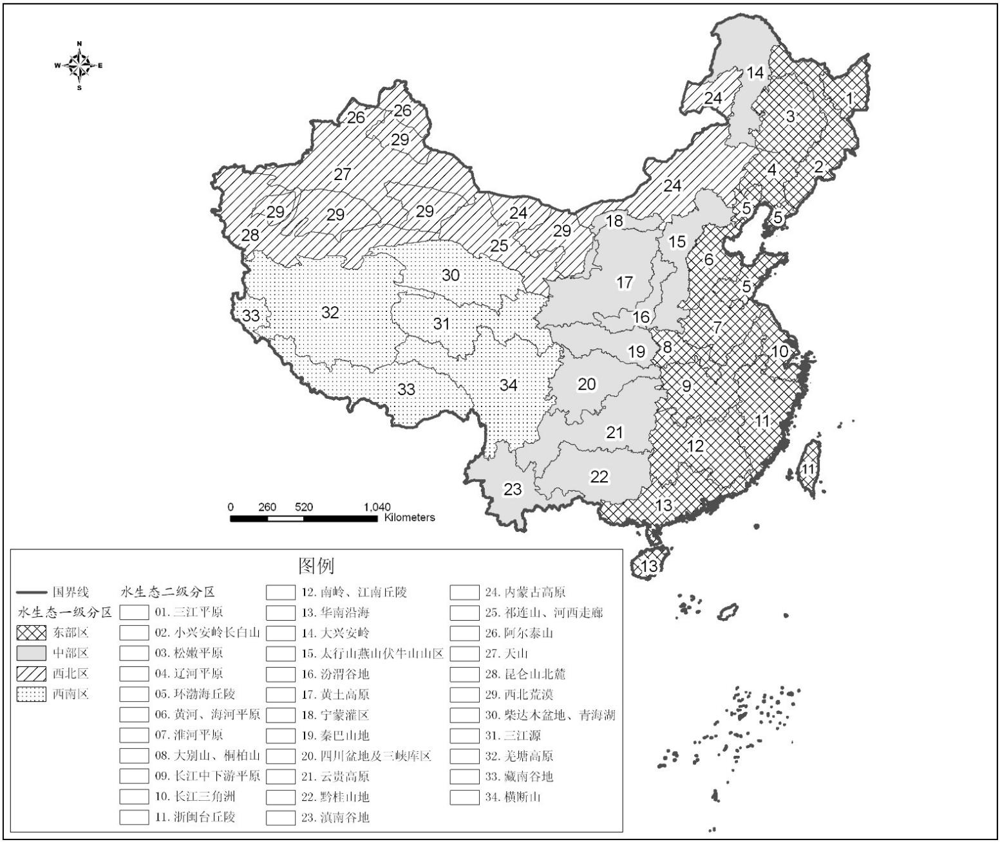 N
W E
S
14
1
24
3
26
26
29
2
27
4
24
5
5
29
29
29
24
18
29
28
25
15
6
30
17
5
33
32
31
16
7
19
8
10
20
9
34
33
11
21
12
22
11
23
13
0 260 520 1,040
Kilometers
13
图例
国界线
水生态一级分区
东部区
中部区
西北区
西南区
水生态二级分区
01. 三江平原
02. 小兴安岭长白山
03. 松嫩平原
04. 辽河平原
05. 环渤海丘陵
06. 黄河、海河平原
07. 淮河平原
08. 大别山、桐柏山
09. 长江中下游平原
10. 长江三角洲
11. 浙闽台丘陵
12. 南岭、江南丘陵
13. 华南沿海
14. 大兴安岭
15. 太行山燕山伏牛山山区
16. 汾渭谷地
17. 黄土高原
18. 宁蒙灌区
19. 秦巴山地
20. 四川盆地及三峡库区
21. 云贵高原
22. 黔桂山地
23. 滇南谷地
24. 内蒙古高原
25. 祁连山、河西走廊
26. 阿尔泰山
27. 天山
28. 昆仑山北麓
29. 西北荒漠
30. 柴达木盆地、青海湖
31. 三江源
32. 羌塘高原
33. 藏南谷地
34. 横断山